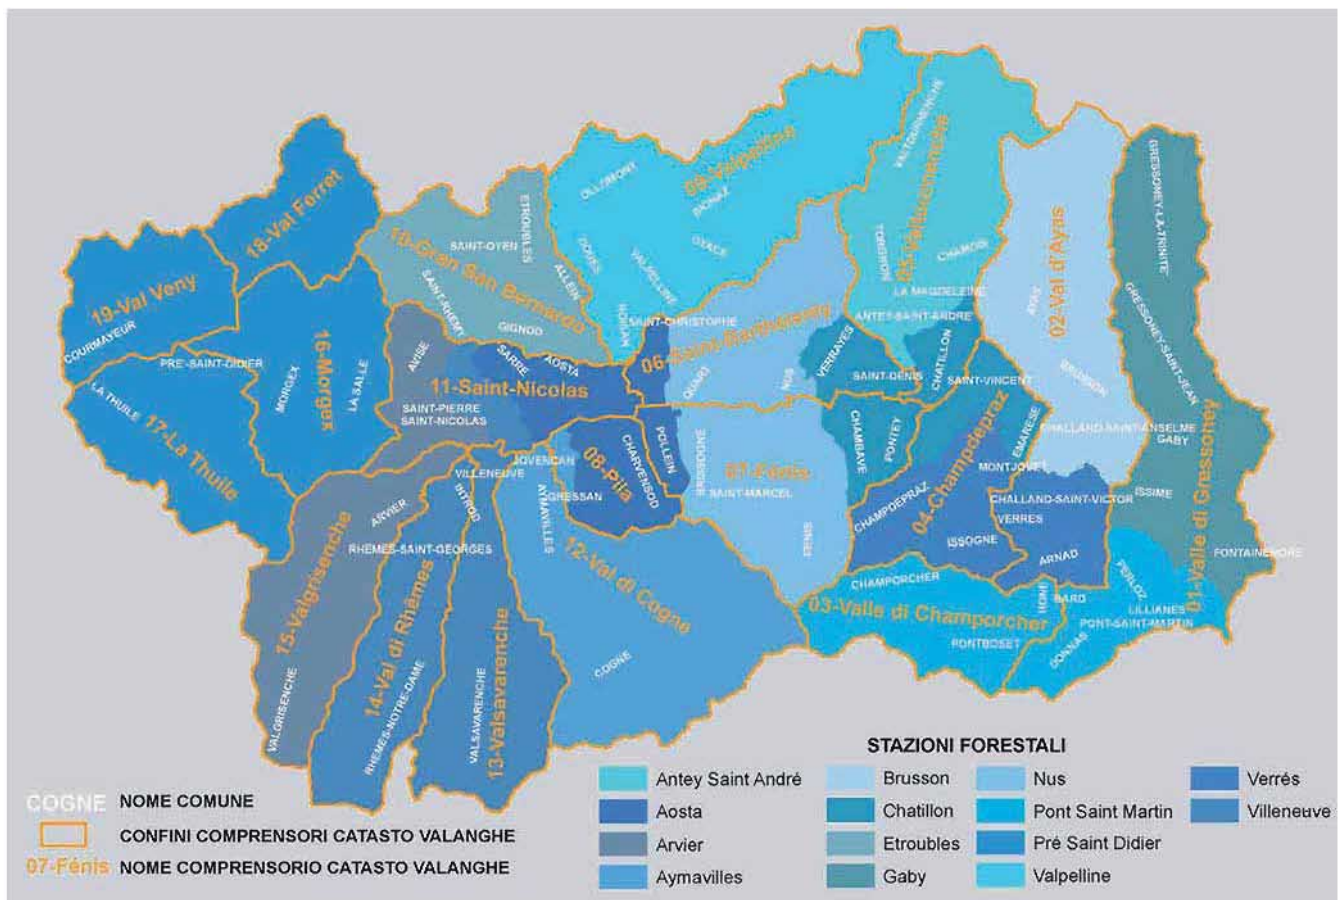 VALTOURNENCHE
05-Valtournenche
OLLOMONT
09-Valpelline
BIONAZ
GRESSONEY-LA-TRINITE
18-Val Ferret
ETROUBLES
SAINT-OYEN
10-Gran San Bernardo
DOUES
OYACE
TORGNON
CHAMOIS
02-Val d'Ayas
AYAS
19-Val Veny
ALLEIN
VALPELLINE
SAINT-RHEMY
LA MAGDELEINE
GRESSONEY-SAINT-JEAN
COURMAYEUR
GIGNOD
ROISAN
SAINT-CHRISTOPHE
ANTEY-SAINT-ANDRE
06-Saint-Barthelemy
PRE-SAINT-DIDIER
16-Morgex
AVISE
SARRE
AOSTA
VERRAYES
CHATILLON
MORGEX
LA SALLE
11-Saint-Nicolas
QUART
NUS
SAINT-DENIS
SAINT-VINCENT
BRUSSON
LA THUILE
SAINT-PIERRE
SAINT-NICOLAS
17-La Thuile
CHAMBAVE
PONTEY
EMARESE
CHALLAND-SAINT-ANSELME
GABY
01-Valle di Gressoney
POLLEIN
CHARVENSOD
BRISSOGNE
08-Pila
07-Fénis
04-Champdepraz
MONTJOVET
JOVENCAN
VILLENEUVE
GRESSAN
SAINT-MARCEL
CHAMPDEPRAZ
CHALLAND-SAINT-VICTOR
ISSIME
INTROD
AYMAVILLES
ARVIER
VERRES
15-Valgrisenche
RHEMES-SAINT-GEORGES
12-Val di Cogne
FENIS
ISSOGNE
ARNAD
FONTAINEMORE
14-Val di Rhêmes
CHAMPORCHER
PERLOZ
03-Valle di Champorcher
HONE
BARD
LILLIANES
PONT-SAINT-MARTIN
13-Valsavarenche
PONTBOSET
DONNAS
COGNE
VALGRISENCHE
RHEMES-NOTRE-DAME
VALSAVARENCHE
STAZIONI FORESTALI
Antey Saint André
Aosta
Arvier
Aymavilles
Brusson
Chatillon
Etroubles
Gaby
Nus
Pont Saint Martin
Pré Saint Didier
Valpelline
Verrés
Villeneuve
COGNE NOME COMUNE
CONFINI COMPRENSORI CATASTO VALANGHE
07-Fénis NOME COMPRENSORIO CATASTO VALANGHE